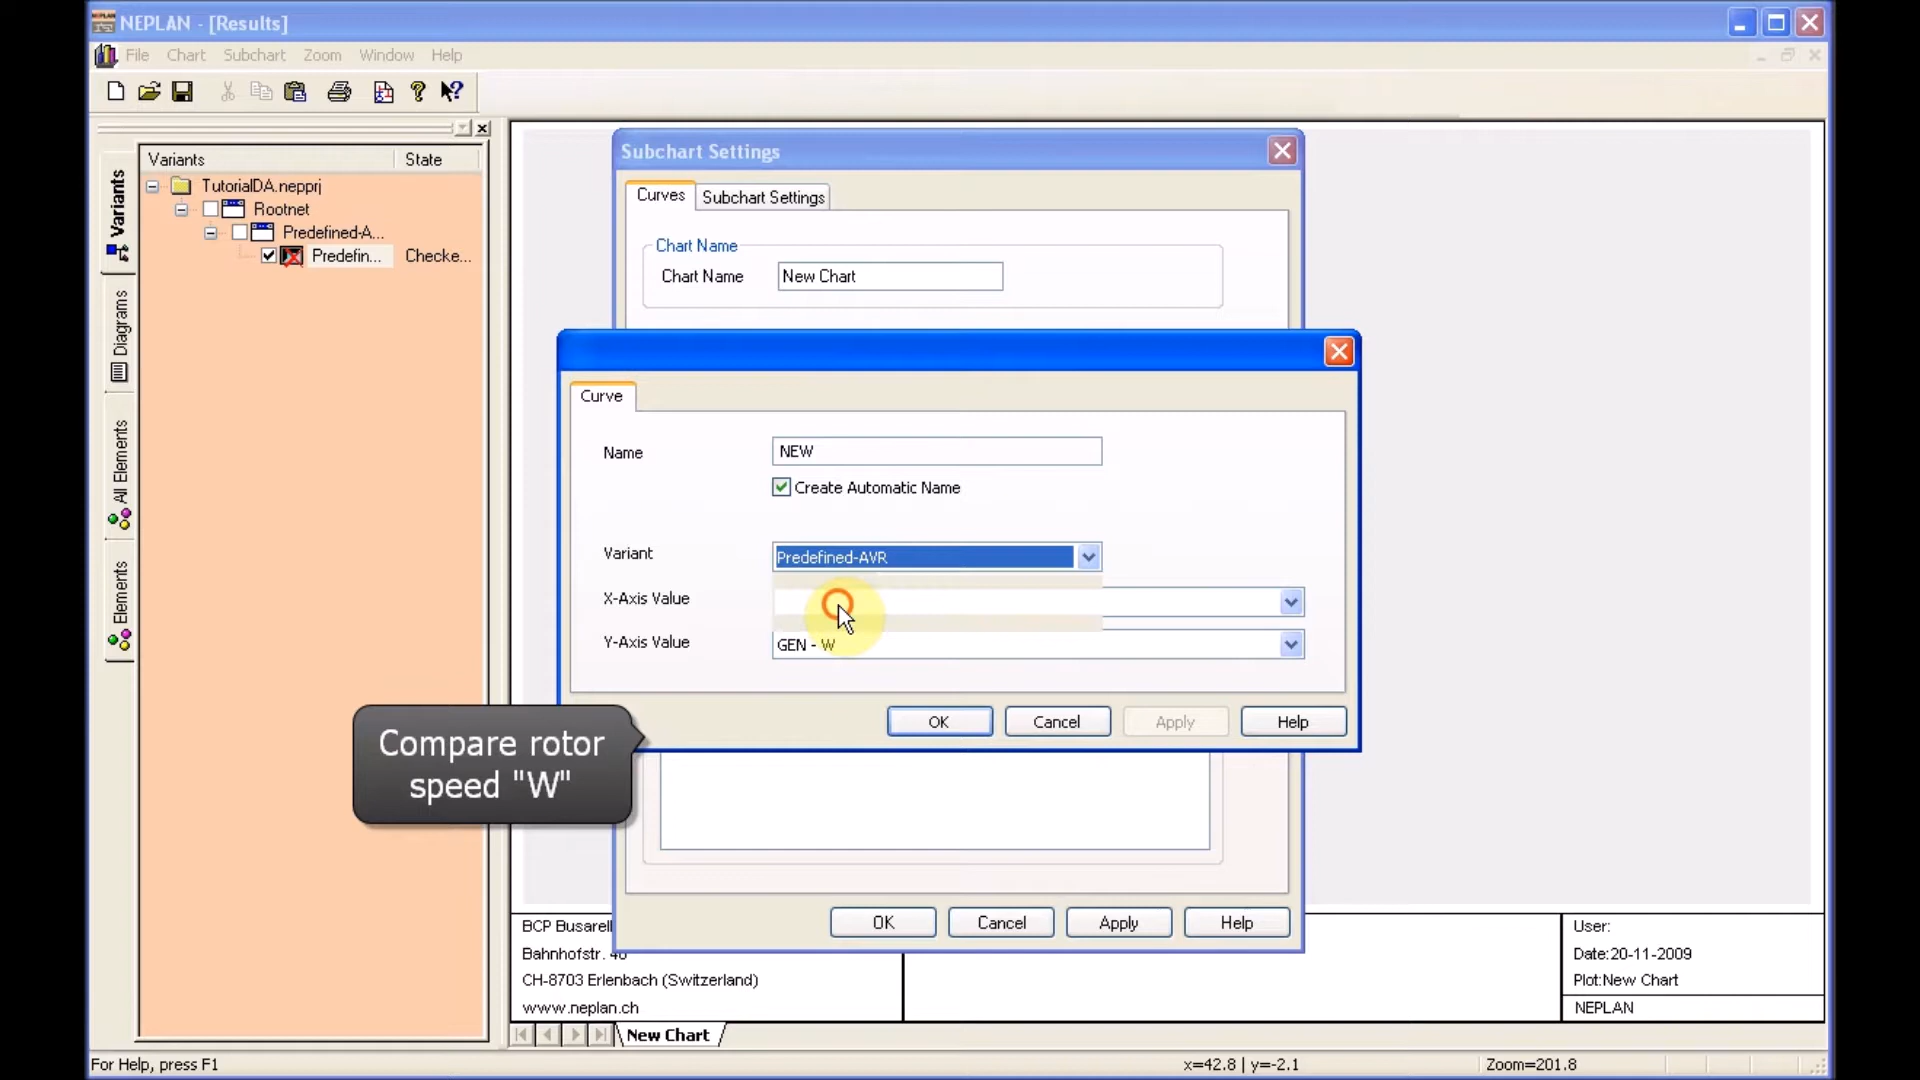 NEPLAN - [Results]
File Chart Subchart Zoom Window Help
Variants State
TutorialDA.nepprj
Rootnet
Predefined-A...
Predefin... Checke...
Variants
Diagrams
All Elements
Elements
Subchart Settings
Curves Subchart Settings
Chart Name
Chart Name New Chart
Curve
Name NEW
Create Automatic Name
Variant Predefined-AVR
X-Axis Value
Y-Axis Value GEN - W
OK Cancel Apply Help
Compare rotor
speed "W"
OK Cancel Apply Help
BCP Busarell
Bahnhofstr. 40
CH-8703 Erlenbach (Switzerland)
www.neplan.ch
User:
Date:20-11-2009
Plot:New Chart
NEPLAN
New Chart
For Help, press F1 x=42.8 | y=-2.1 Zoom=201.8